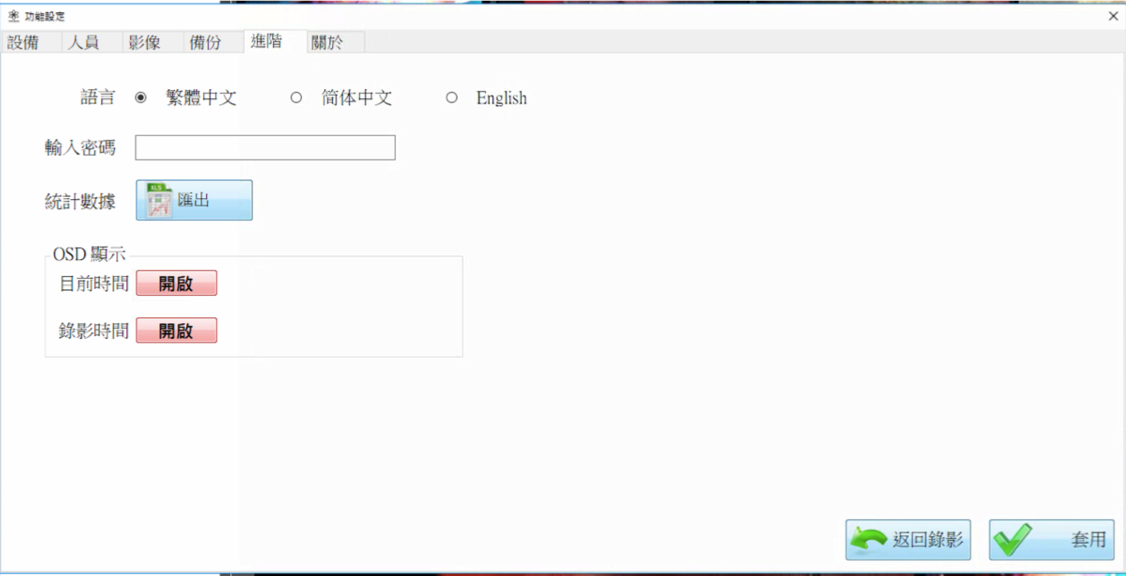 功能設定
設備 人員 影像 備份 進階 關於
語言 繁體中文 简体中文 English
輸入密碼
統計數據 XLS 匯出
OSD 顯示
目前時間 開啟
錄影時間 開啟
返回錄影 套用